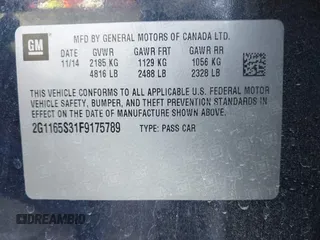 GM
MFD BY GENERAL MOTORS OF CANADA LTD.
DATE GVWR GAWR FRT GAWR RR
11/14 2185 KG 1129 KG 1056 KG
4816 LB 2488 LB 2328 LB
THIS VEHICLE CONFORMS TO ALL APPLICABLE U.S. FEDERAL MOTOR
VEHICLE SAFETY, BUMPER, AND THEFT PREVENTION STANDARDS IN
EFFECT ON THE DATE OF MANUFACTURE SHOWN ABOVE.
2G1165S31F9175789 TYPE: PASS CAR
DREAMBID